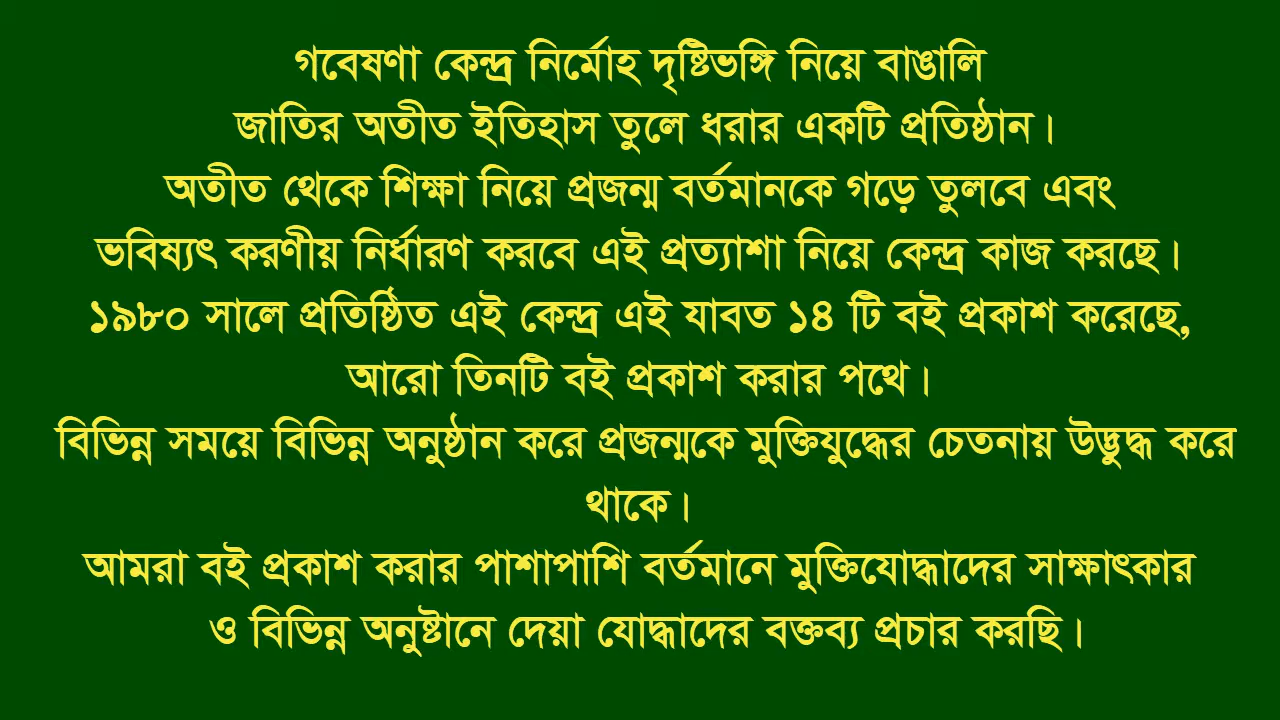 গবেষণা কেন্দ্র নির্মোহ দৃষ্টিভঙ্গি নিয়ে বাঙালি
জাতির অতীত ইতিহাস তুলে ধরার একটি প্রতিষ্ঠান।
অতীত থেকে শিক্ষা নিয়ে প্রজন্ম বর্তমানকে গড়ে তুলবে এবং
ভবিষ্যৎ করণীয় নির্ধারণ করবে এই প্রত্যাশা নিয়ে কেন্দ্র কাজ করছে।
১৯৮০ সালে প্রতিষ্ঠিত এই কেন্দ্র এই যাবত ১৪ টি বই প্রকাশ করেছে,
আরো তিনটি বই প্রকাশ করার পথে।
বিভিন্ন সময়ে বিভিন্ন অনুষ্ঠান করে প্রজন্মকে মুক্তিযুদ্ধের চেতনায় উদ্ভুদ্ধ করে
থাকে।
আমরা বই প্রকাশ করার পাশাপাশি বর্তমানে মুক্তিযোদ্ধাদের সাক্ষাৎকার
ও বিভিন্ন অনুষ্টানে দেয়া যোদ্ধাদের বক্তব্য প্রচার করছি।